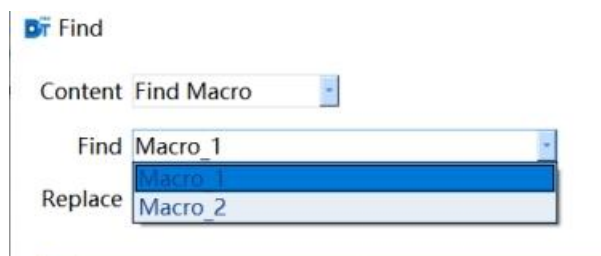 DT Find
Content Find Macro
Find Macro_1
Macro_1
Replace Macro_2